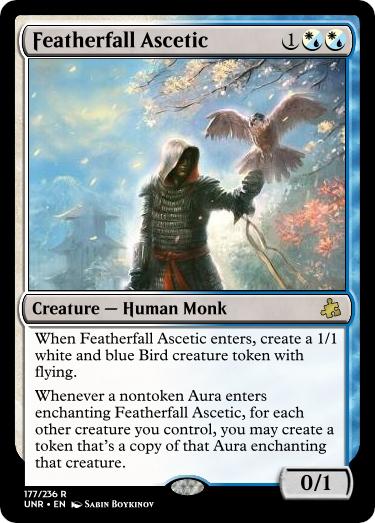 Featherfall Ascetic 1
Creature — Human Monk
When Featherfall Ascetic enters, create a 1/1
white and blue Bird creature token with
flying.
Whenever a nontoken Aura enters
enchanting Featherfall Ascetic, for each
other creature you control, you may create a
token that's a copy of that Aura enchanting
that creature.
0/1
177/236 R
UNR • EN Sabin Boykinov